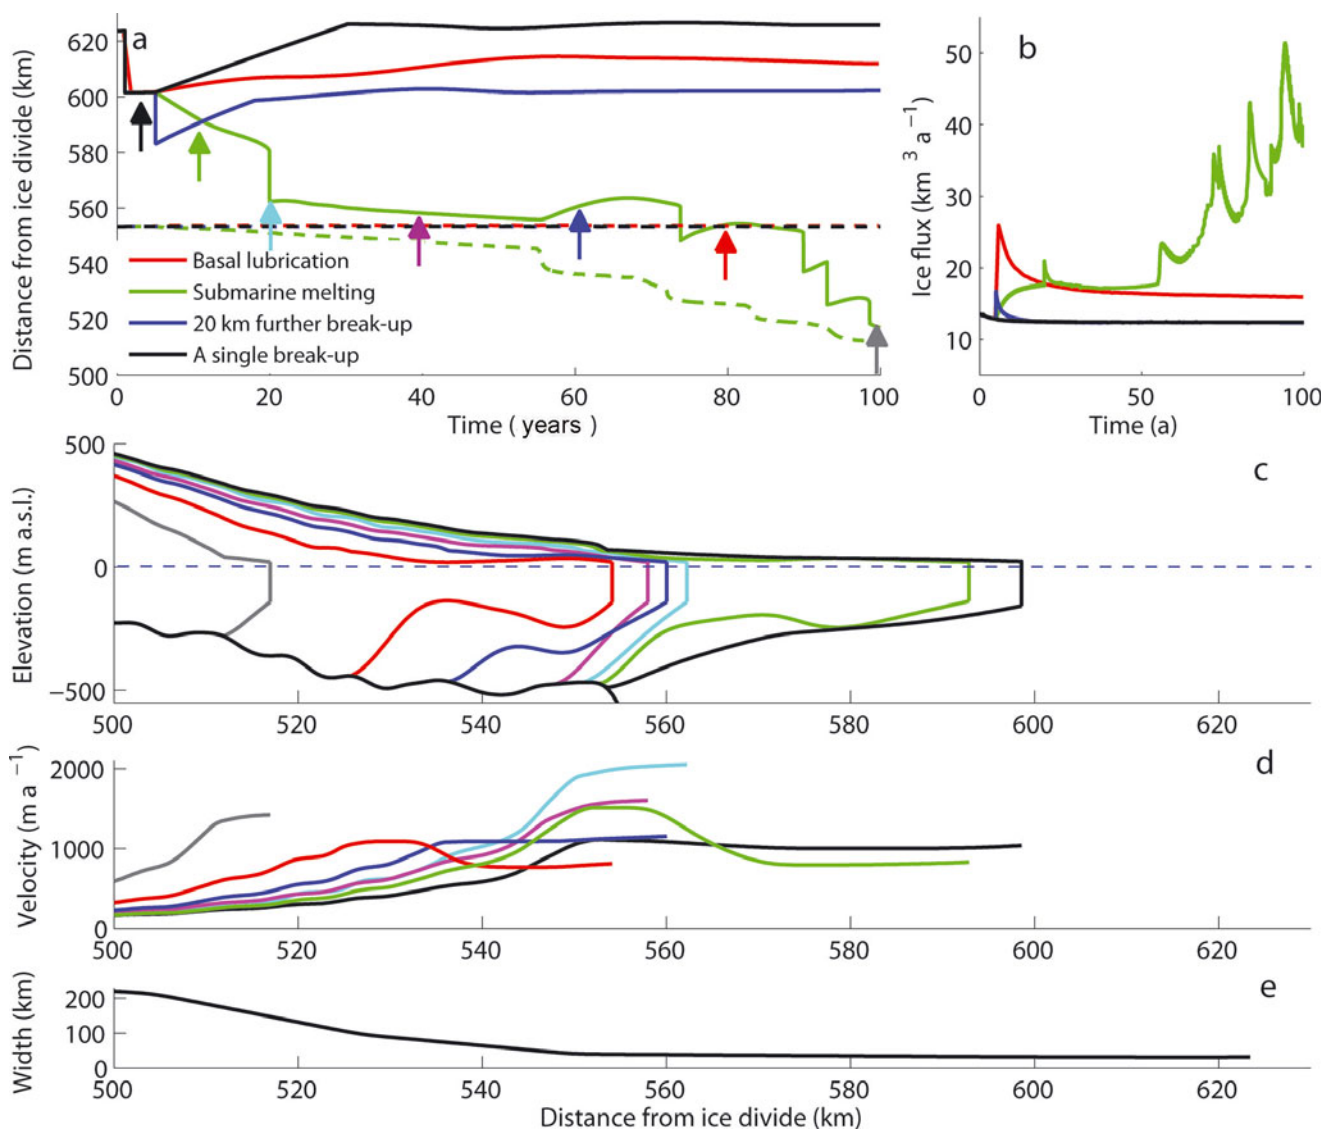 a
Distance from ice divide (km)
620
600
580
560
540
520
500
Basal lubrication
Submarine melting
20 km further break-up
A single break-up
0 20 40 60 80 100
Time ( years )
b
Ice flux (km 3 a −1)
50
40
30
20
10
0 50 100
Time (a)
c
Elevation (m a.s.l.)
500
0
−500
500 520 540 560 580 600 620
d
Velocity (m a −1)
2000
1000
0
500 520 540 560 580 600 620
e
Width (km)
200
100
0
500 520 540 560 580 600 620
Distance from ice divide (km)